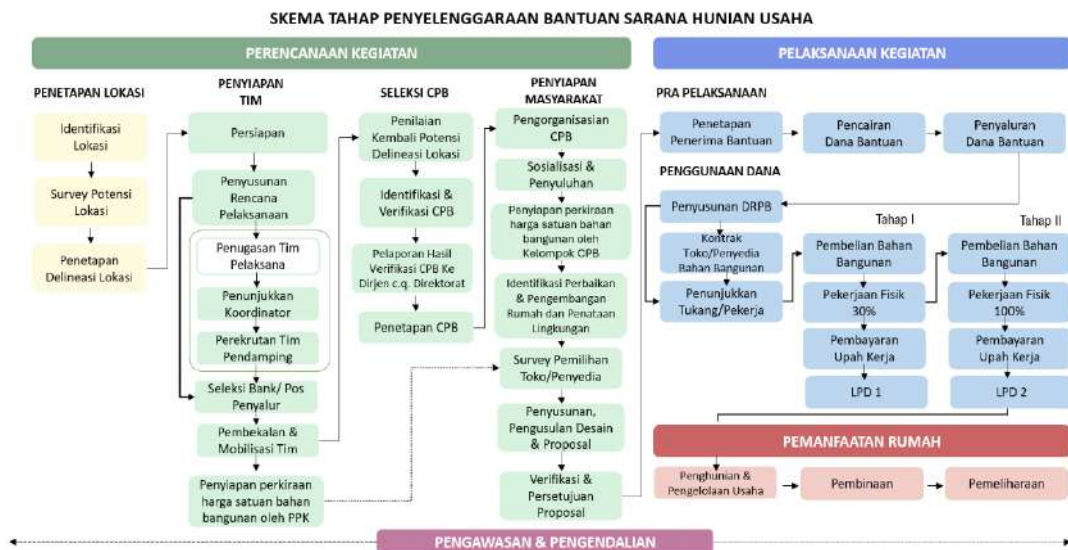 SKEMA TAHAP PENYELENGGARAAN BANTUAN SARANA HUNIAN USAHA
PERENCANAAN KEGIATAN
PENETAPAN LOKASI
Identifikasi
Lokasi
Survey Potensi
Lokasi
Penetapan
Delineasi Lokasi
PENYIAPAN
TIM
Persiapan
Penyusunan
Rencana
Pelaksanaan
Penugasan Tim
Pelaksana
Penunjukkan
Koordinator
Perekrutan Tim
Pendamping
Seleksi Bank/ Pos
Penyalur
Pembekalan &
Mobilisasi Tim
Penyiapan perkiraan
harga satuan bahan
bangunan oleh PPK
SELEKSI CPB
Penilaian
Kembali Potensi
Delineasi Lokasi
Identifikasi &
Verifikasi CPB
Pelaporan Hasil
Verifikasi CPB Ke
Dirjen c.q. Direktorat
Penetapan CPB
PENYIAPAN
MASYARAKAT
Pengorganisasian
CPB
Sosialisasi &
Penyuluhan
Penyiapan perkiraan
harga satuan bahan
bangunan oleh
Kelompok CPB
Identifikasi Perbaikan
& Pengembangan
Rumah dan Penataan
Lingkungan
Survey Pemilihan
Toko/Penyedia
Penyusunan,
Pengusulan Desain
& Proposal
Verifikasi &
Persetujuan
Proposal
PELAKSANAAN KEGIATAN
PRA PELAKSANAAN
Penetapan
Penerima Bantuan
Pencairan
Dana Bantuan
Penyaluran
Dana Bantuan
PENGGUNAAN DANA
Penyusunan DRPB
Kontrak
Toko/Penyedia
Bahan Bangunan
Penunjukkan
Tukang/Pekerja
Tahap I
Pembelian Bahan
Bangunan
Pekerjaan Fisik
30%
Pembayaran
Upah Kerja
LPD 1
Tahap II
Pembelian Bahan
Bangunan
Pekerjaan Fisik
100%
Pembayaran
Upah Kerja
LPD 2
PEMANFAATAN RUMAH
Penghunian &
Pengelolaan Usaha
Pembinaan
Pemeliharaan
PENGAWASAN & PENGENDALIAN